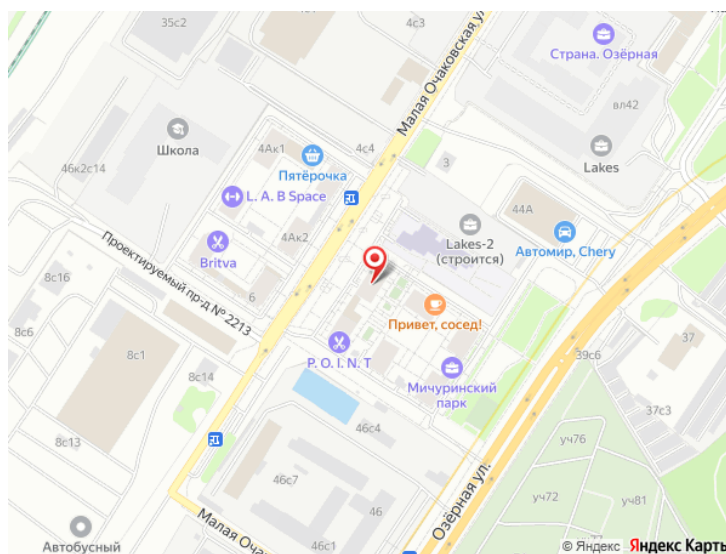 35с2
4с3
Малая Очаковская ул.
Страна. Озёрная
вл42
Школа
4Ак1
4с4
3
Lakes
46к2с14
Пятёрочка
L. A. B Space
44А
Lakes-2
(строится)
Автомир, Chery
4Ак2
Britva
Проектируемый пр-д № 2213
8с16
6
Привет, сосед!
8с6
8с1
P. O. I. N. T
37
39с6
8с14
Мичуринский
парк
37с3
8с13
46с4
уч76
46с7
Озёрная ул.
уч72
уч81
46
Малая Оча
46с1
Автобусный
77
© Яндекс Яндекс Карты